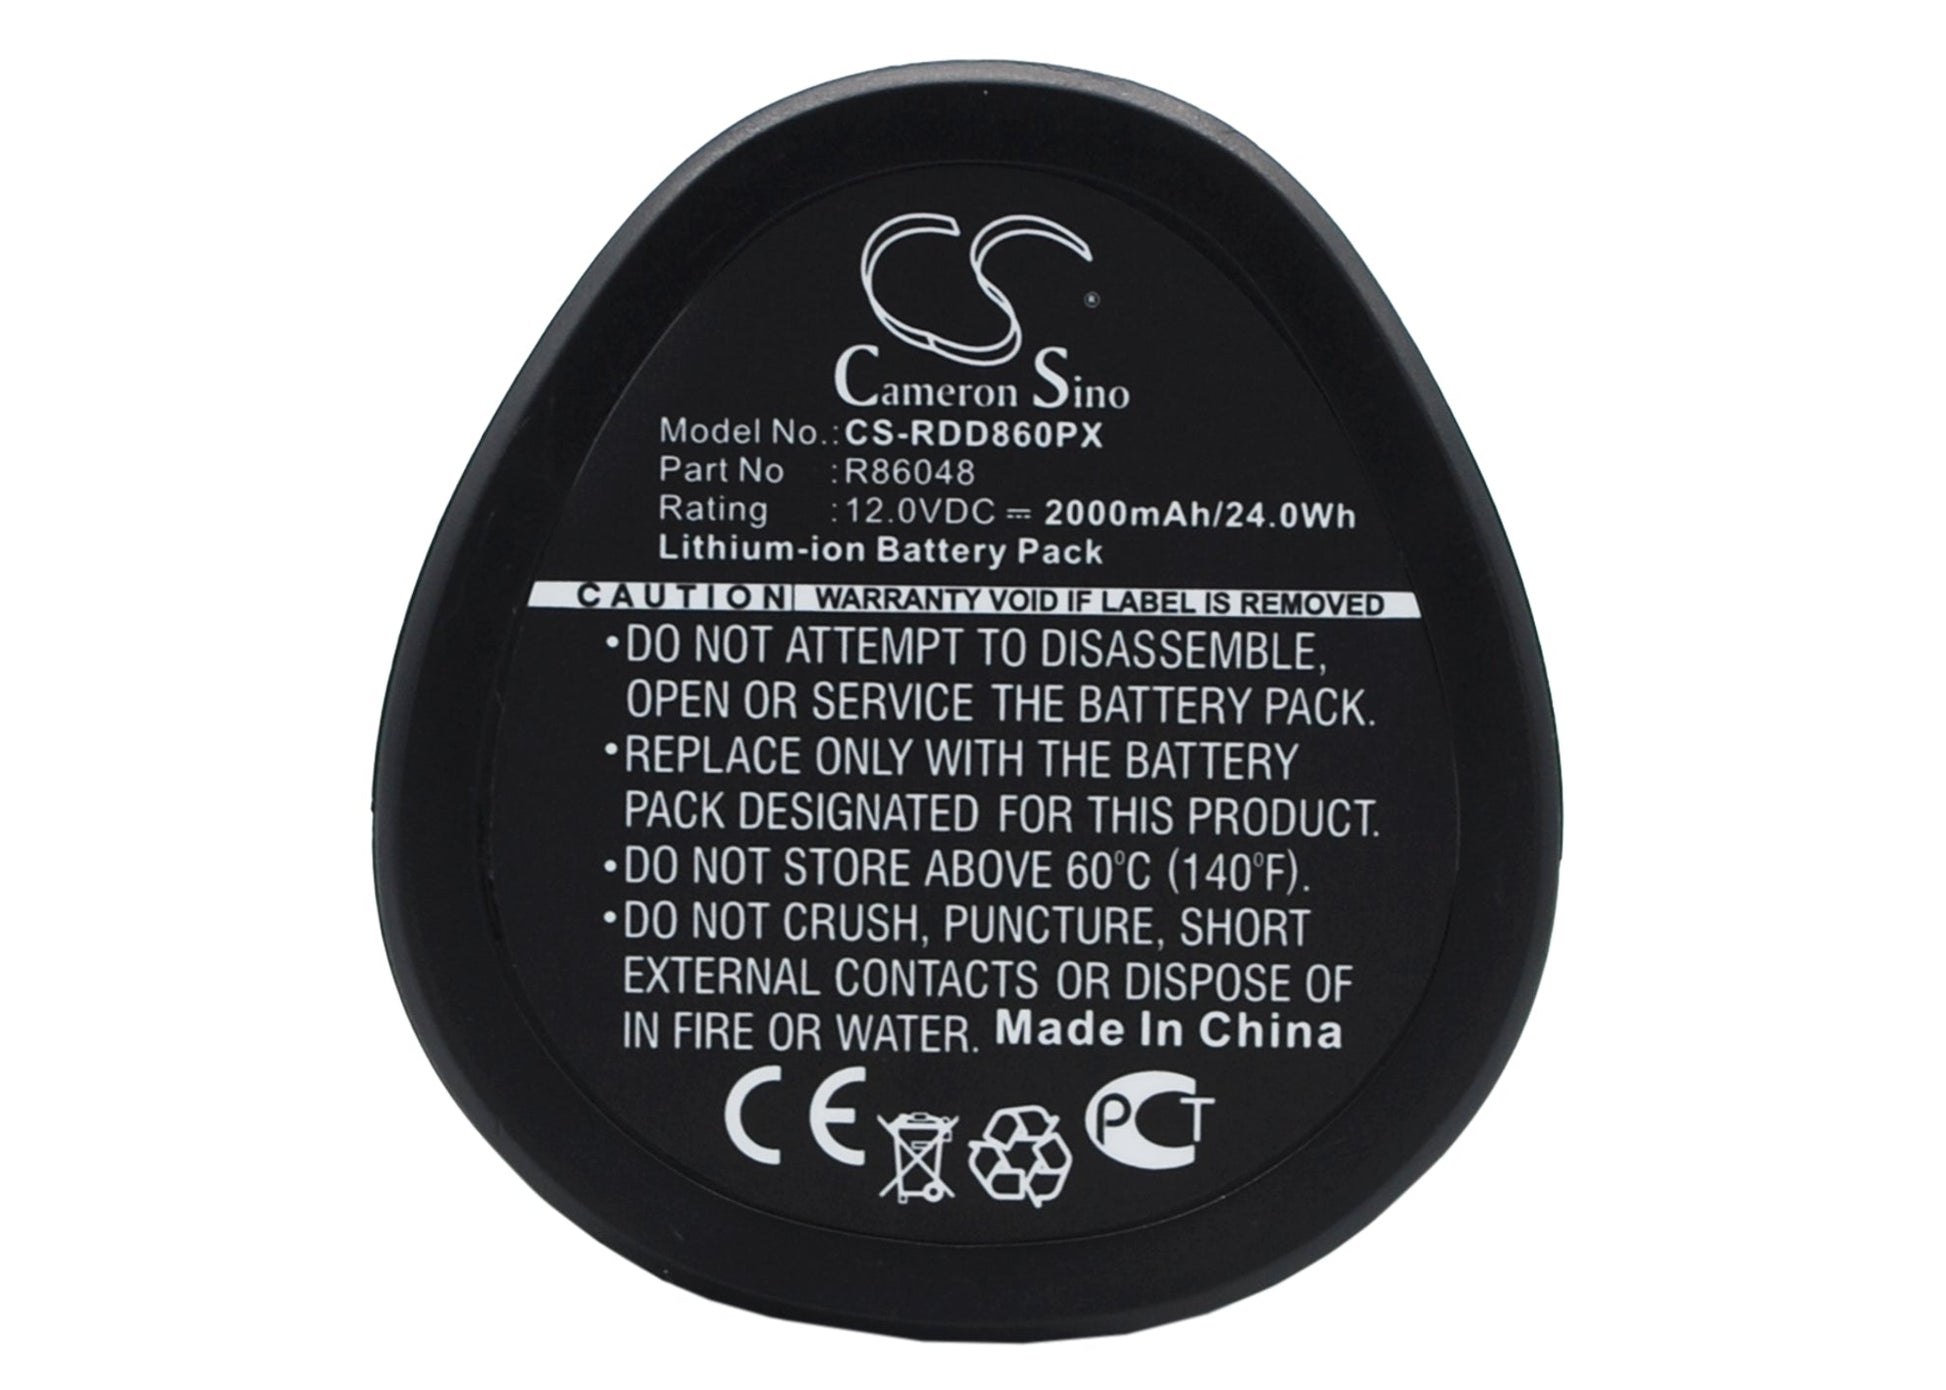 CS®
Cameron Sino
Model No.: CS-RDD860PX
Part No : R86048
Rating : 12.0VDC ⎓ 2000mAh/24.0Wh
Lithium-ion Battery Pack
CAUTION WARRANTY VOID IF LABEL IS REMOVED
•DO NOT ATTEMPT TO DISASSEMBLE,
OPEN OR SERVICE THE BATTERY PACK.
•REPLACE ONLY WITH THE BATTERY
PACK DESIGNATED FOR THIS PRODUCT.
•DO NOT STORE ABOVE 60°C (140°F).
•DO NOT CRUSH, PUNCTURE, SHORT
EXTERNAL CONTACTS OR DISPOSE OF
IN FIRE OR WATER. Made In China
CE PCT